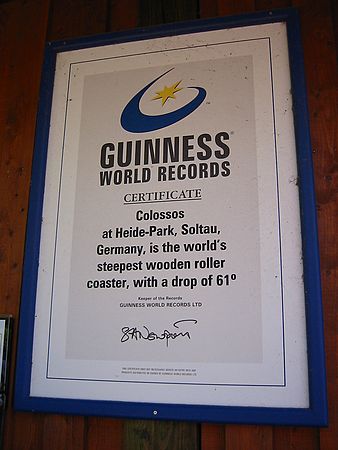 GUINNESS®
WORLD RECORDS
CERTIFICATE
Colossos
at Heide-Park, Soltau,
Germany, is the world's
steepest wooden roller
coaster, with a drop of 61º
Keeper of the Records
GUINNESS WORLD RECORDS LTD